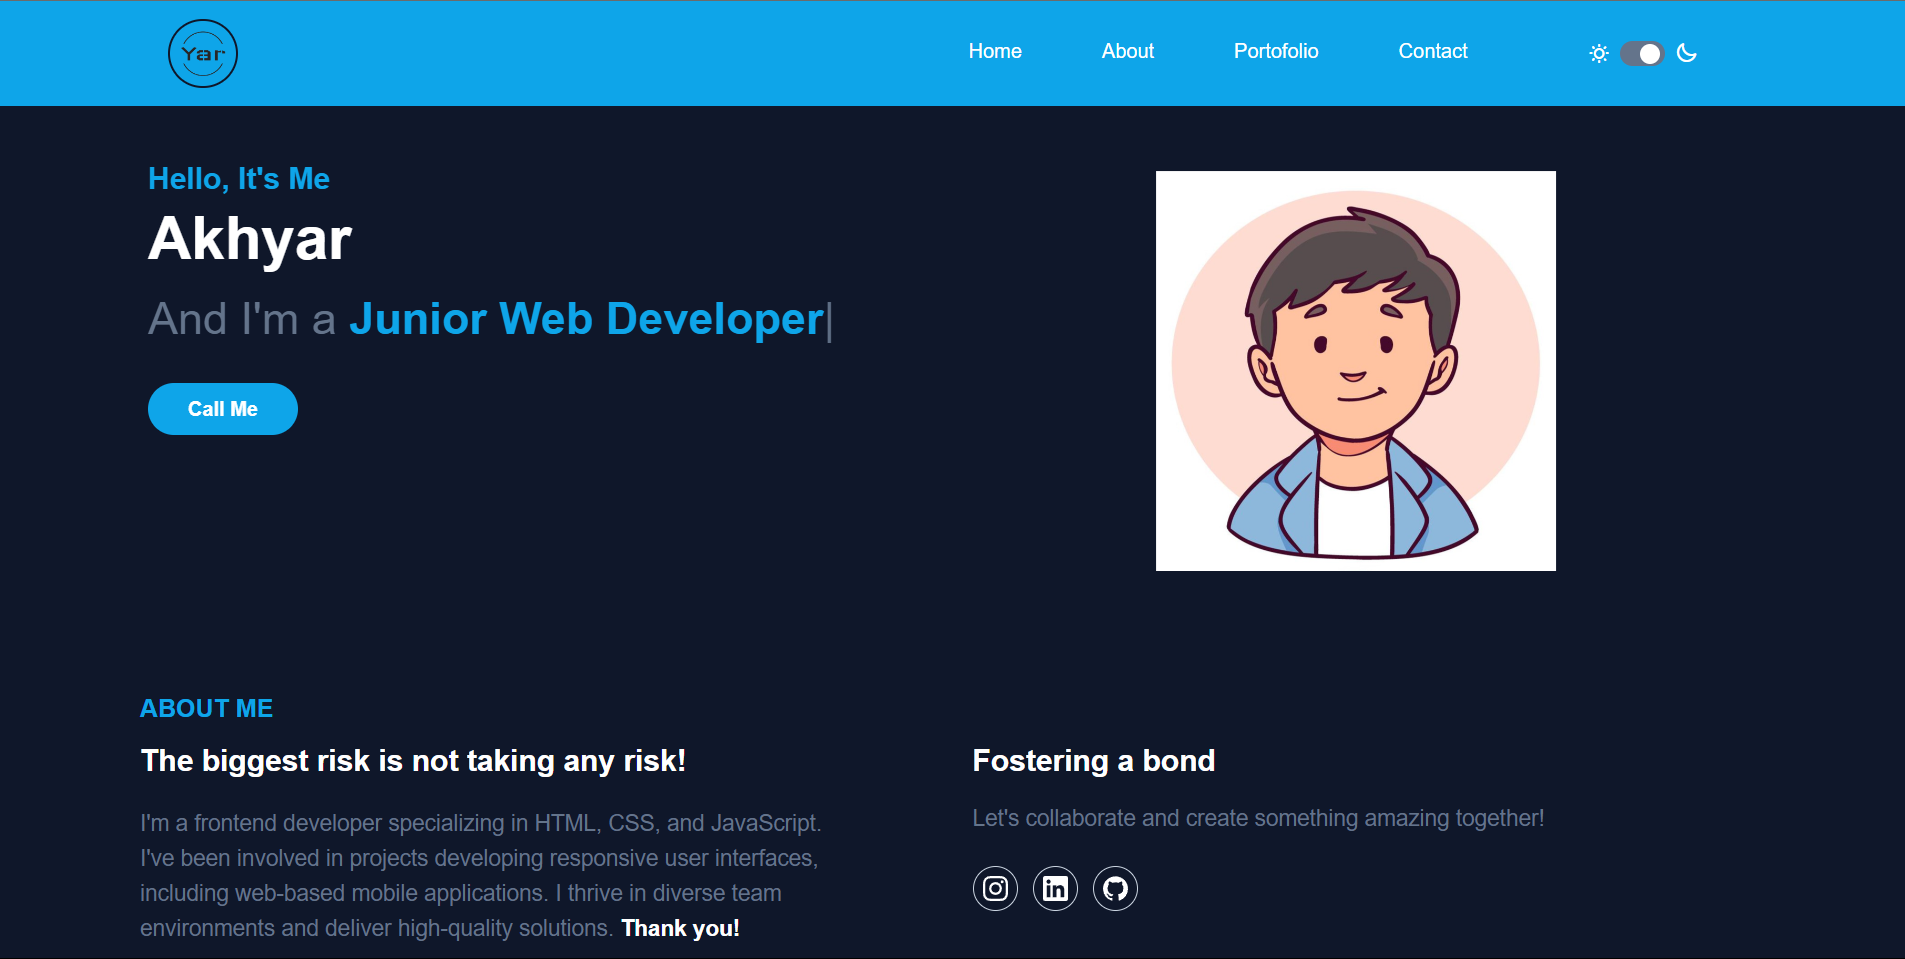 Yar
Home
About
Portofolio
Contact
Hello, It's Me
Akhyar
And I'm a Junior Web Developer|
Call Me
ABOUT ME
The biggest risk is not taking any risk!
I'm a frontend developer specializing in HTML, CSS, and JavaScript.
I've been involved in projects developing responsive user interfaces,
including web-based mobile applications. I thrive in diverse team
environments and deliver high-quality solutions. Thank you!
Fostering a bond
Let's collaborate and create something amazing together!
in